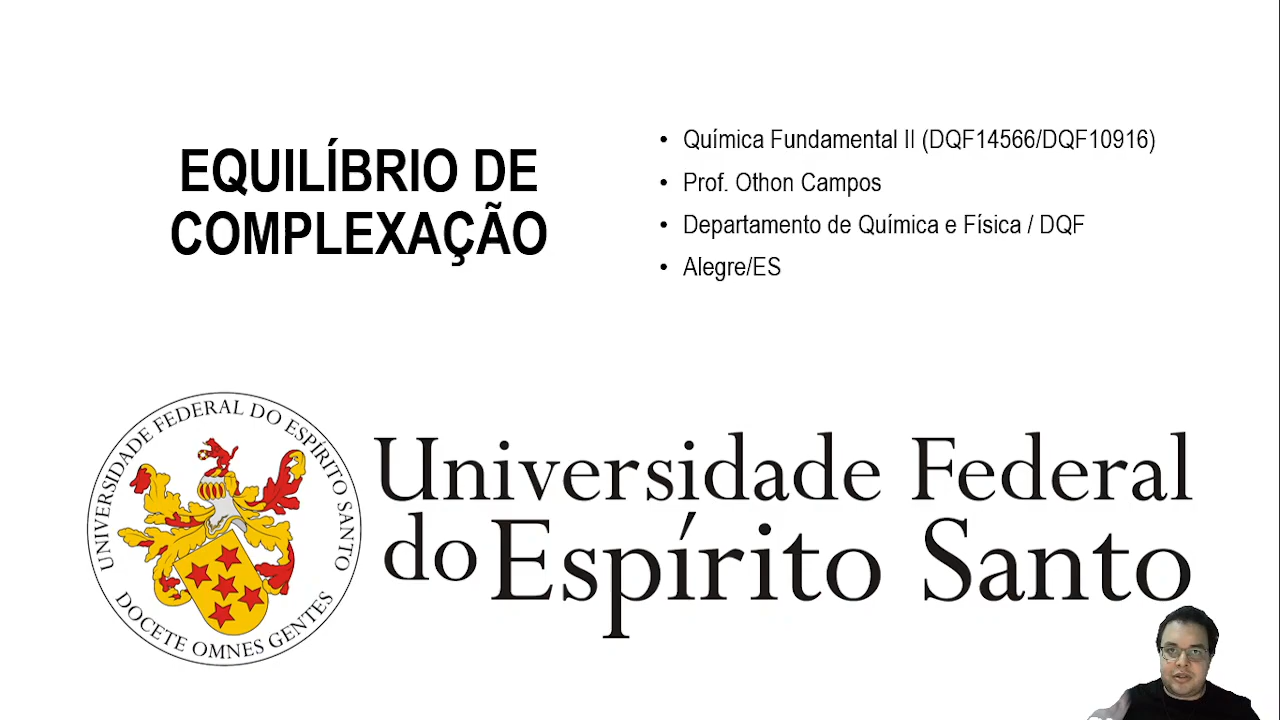 EQUILÍBRIO DE
COMPLEXAÇÃO
• Química Fundamental II (DQF14566/DQF10916)
• Prof. Othon Campos
• Departamento de Química e Física / DQF
• Alegre/ES
UNIVERSIDADE FEDERAL DO ESPÍRITO SANTO
DOCETE OMNES GENTES
Universidade Federal
do Espírito Santo